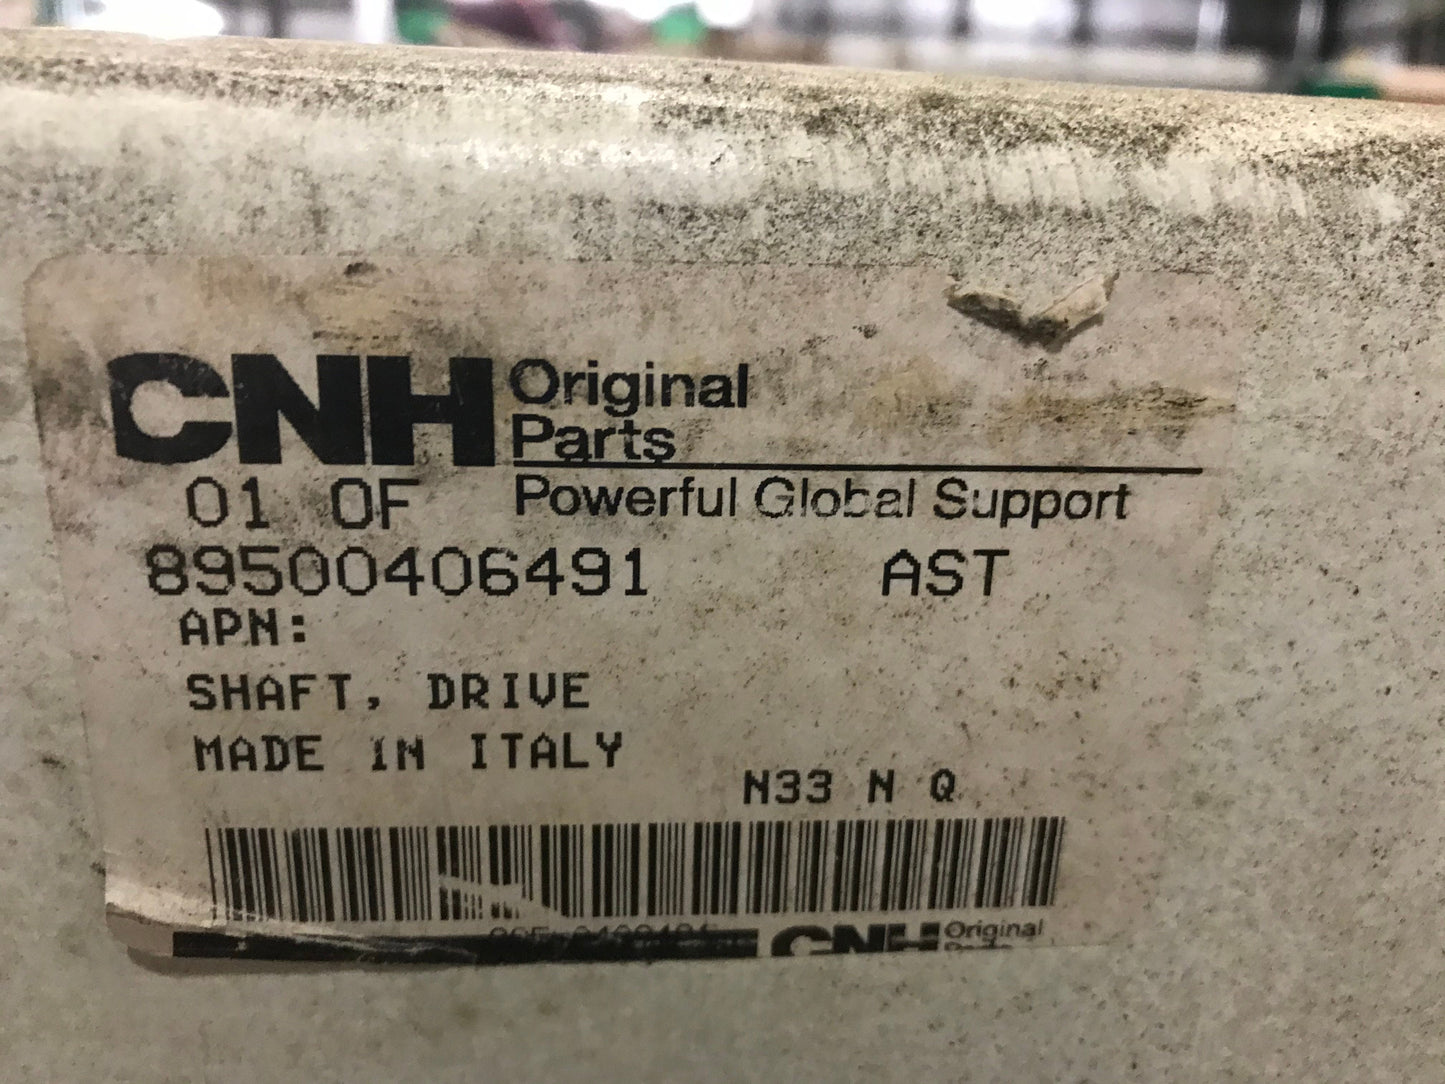 CNH Original
Parts
Powerful Global Support
01 OF
89500406491 AST
APN:
SHAFT, DRIVE
MADE IN ITALY
N33 N Q
CNH Original
Parts